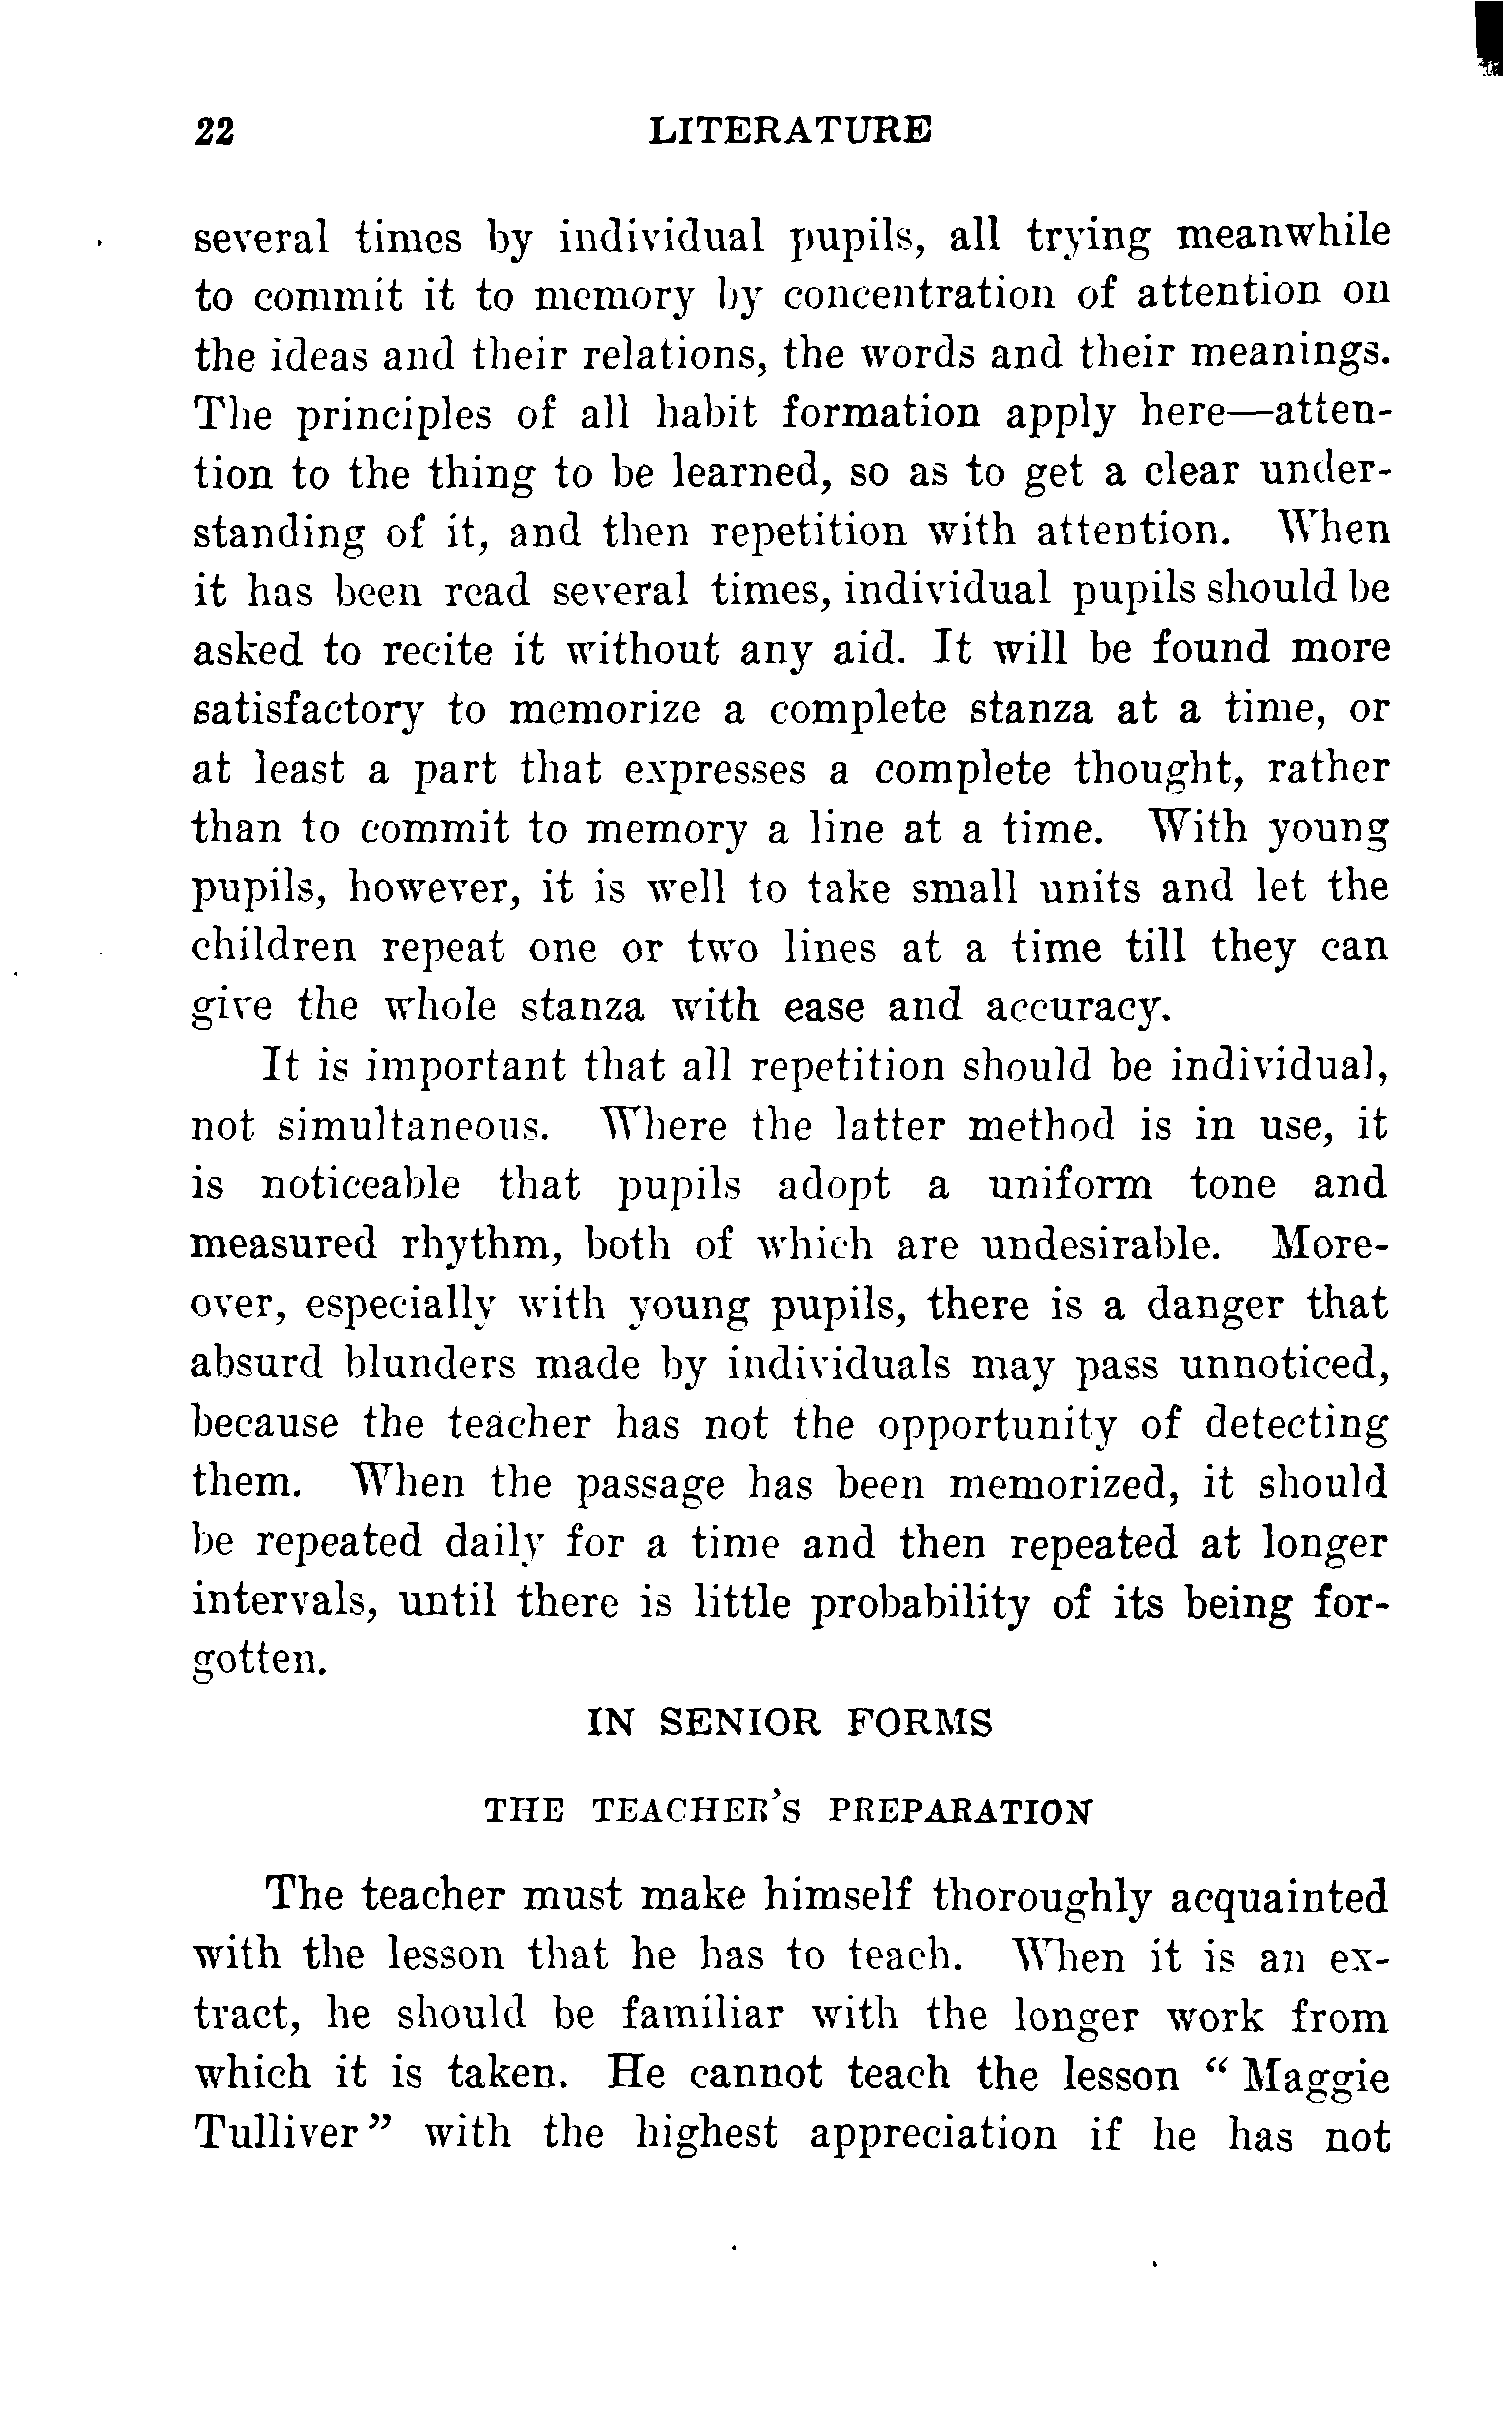 22 LITERATURE
several times by individual pupils, all trying meanwhile
to commit it to memory by concentration of attention on
the ideas and their relations, the words and their meanings.
The principles of all habit formation apply here—atten-
tion to the thing to be learned, so as to get a clear under-
standing of it, and then repetition with attention. When
it has been read several times, individual pupils should be
asked to recite it without any aid. It will be found more
satisfactory to memorize a complete stanza at a time, or
at least a part that expresses a complete thought, rather
than to commit to memory a line at a time. With young
pupils, however, it is well to take small units and let the
children repeat one or two lines at a time till they can
give the whole stanza with ease and accuracy.
It is important that all repetition should be individual,
not simultaneous. Where the latter method is in use, it
is noticeable that pupils adopt a uniform tone and
measured rhythm, both of which are undesirable. More-
over, especially with young pupils, there is a danger that
absurd blunders made by individuals may pass unnoticed,
because the teacher has not the opportunity of detecting
them. When the passage has been memorized, it should
be repeated daily for a time and then repeated at longer
intervals, until there is little probability of its being for-
gotten.
IN SENIOR FORMS
THE TEACHER'S PREPARATION
The teacher must make himself thoroughly acquainted
with the lesson that he has to teach. When it is an ex-
tract, he should be familiar with the longer work from
which it is taken. He cannot teach the lesson “ Maggie
Tulliver ” with the highest appreciation if he has not